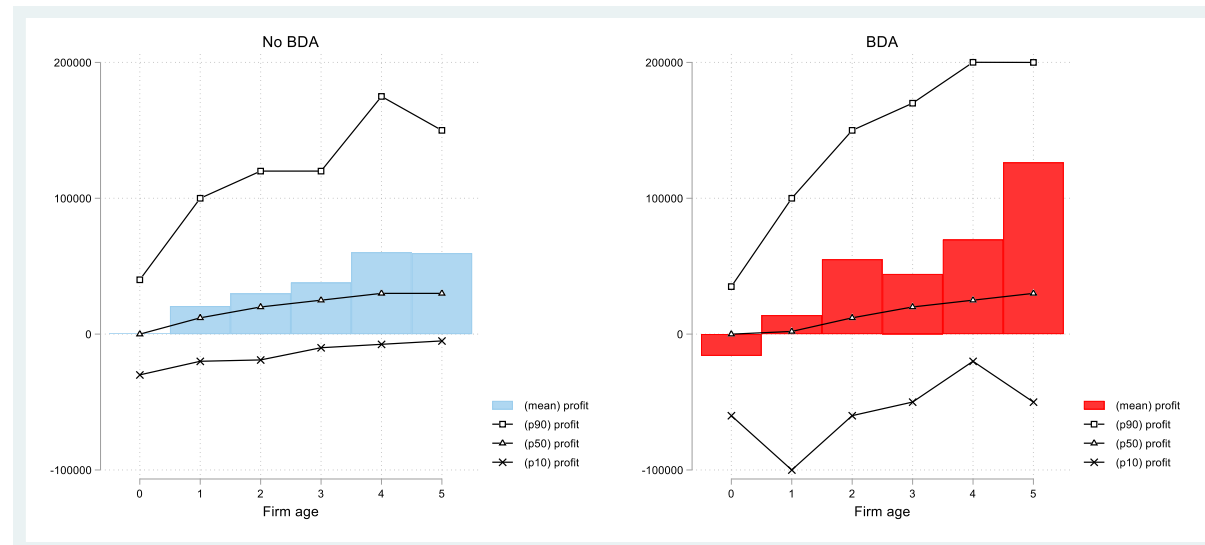 No BDA
200000
100000
0
-100000
0 1 2 3 4 5
Firm age
(mean) profit
(p90) profit
(p50) profit
(p10) profit
BDA
200000
100000
0
-100000
0 1 2 3 4 5
Firm age
(mean) profit
(p90) profit
(p50) profit
(p10) profit